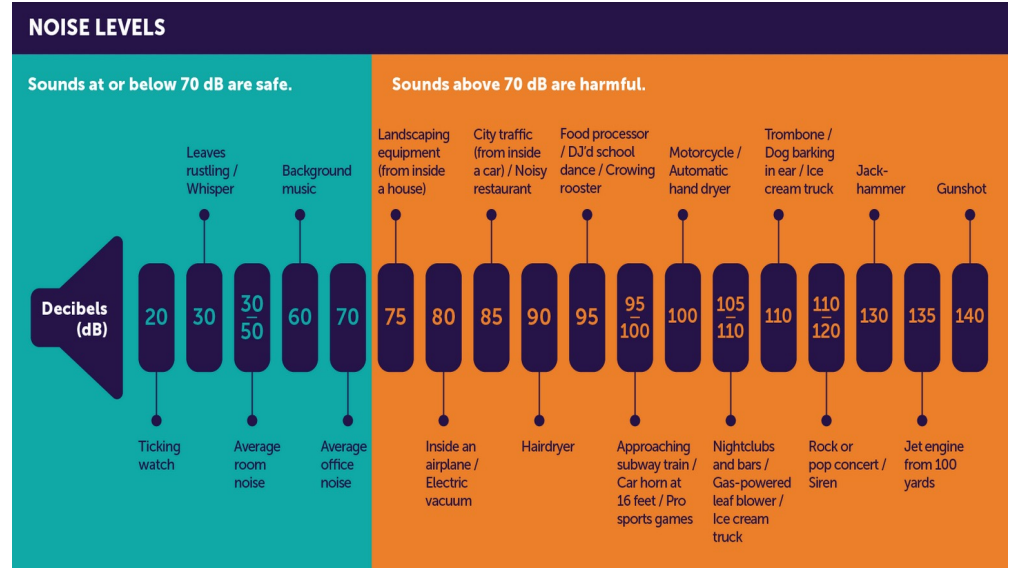 NOISE LEVELS
Sounds at or below 70 dB are safe.
Sounds above 70 dB are harmful.
Leaves
rustling /
Whisper
Background
music
Landscaping
equipment
(from inside
a house)
City traffic
(from inside
a car) / Noisy
restaurant
Food processor
/ DJ'd school
dance / Crowing
rooster
Motorcycle /
Automatic
hand dryer
Trombone /
Dog barking
in ear / Ice
cream truck
Jack-
hammer
Gunshot
Decibels
(dB)
20
30
30
50
60
70
75
80
85
90
95
95
100
100
105
110
110
110
120
130
135
140
Ticking
watch
Average
room
noise
Average
office
noise
Inside an
airplane /
Electric
vacuum
Hairdryer
Approaching
subway train /
Car horn at
16 feet / Pro
sports games
Nightclubs
and bars /
Gas-powered
leaf blower /
Ice cream
truck
Rock or
pop concert /
Siren
Jet engine
from 100
yards